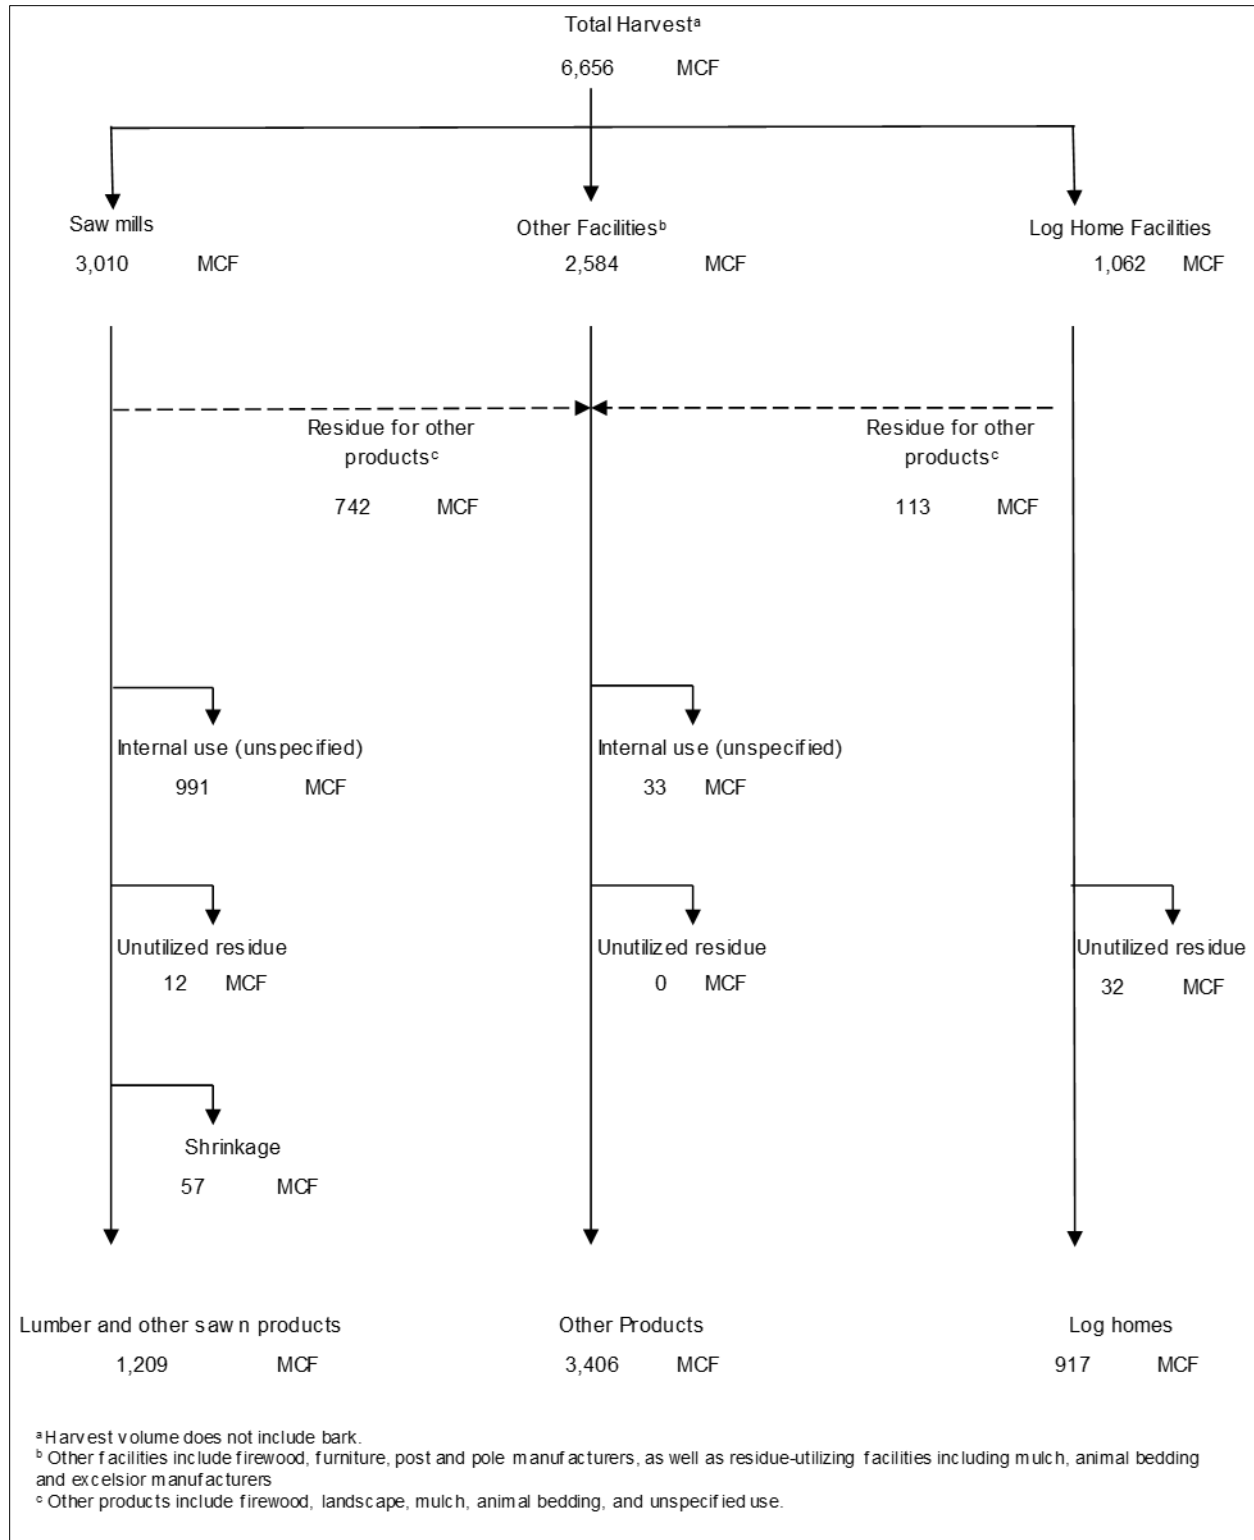 Total Harvestᵃ
6,656 MCF
Saw mills
3,010 MCF
Other Facilitiesᵇ
2,584 MCF
Log Home Facilities
1,062 MCF
Residue for other
productsᶜ
742 MCF
Residue for other
productsᶜ
113 MCF
Internal use (unspecified)
991 MCF
Internal use (unspecified)
33 MCF
Unutilized residue
12 MCF
Unutilized residue
0 MCF
Unutilized residue
32 MCF
Shrinkage
57 MCF
Lumber and other sawn products
1,209 MCF
Other Products
3,406 MCF
Log homes
917 MCF
ᵃ Harvest volume does not include bark.
ᵇ Other facilities include firewood, furniture, post and pole manufacturers, as well as residue-utilizing facilities including mulch, animal bedding
and excelsior manufacturers
ᶜ Other products include firewood, landscape, mulch, animal bedding, and unspecified use.